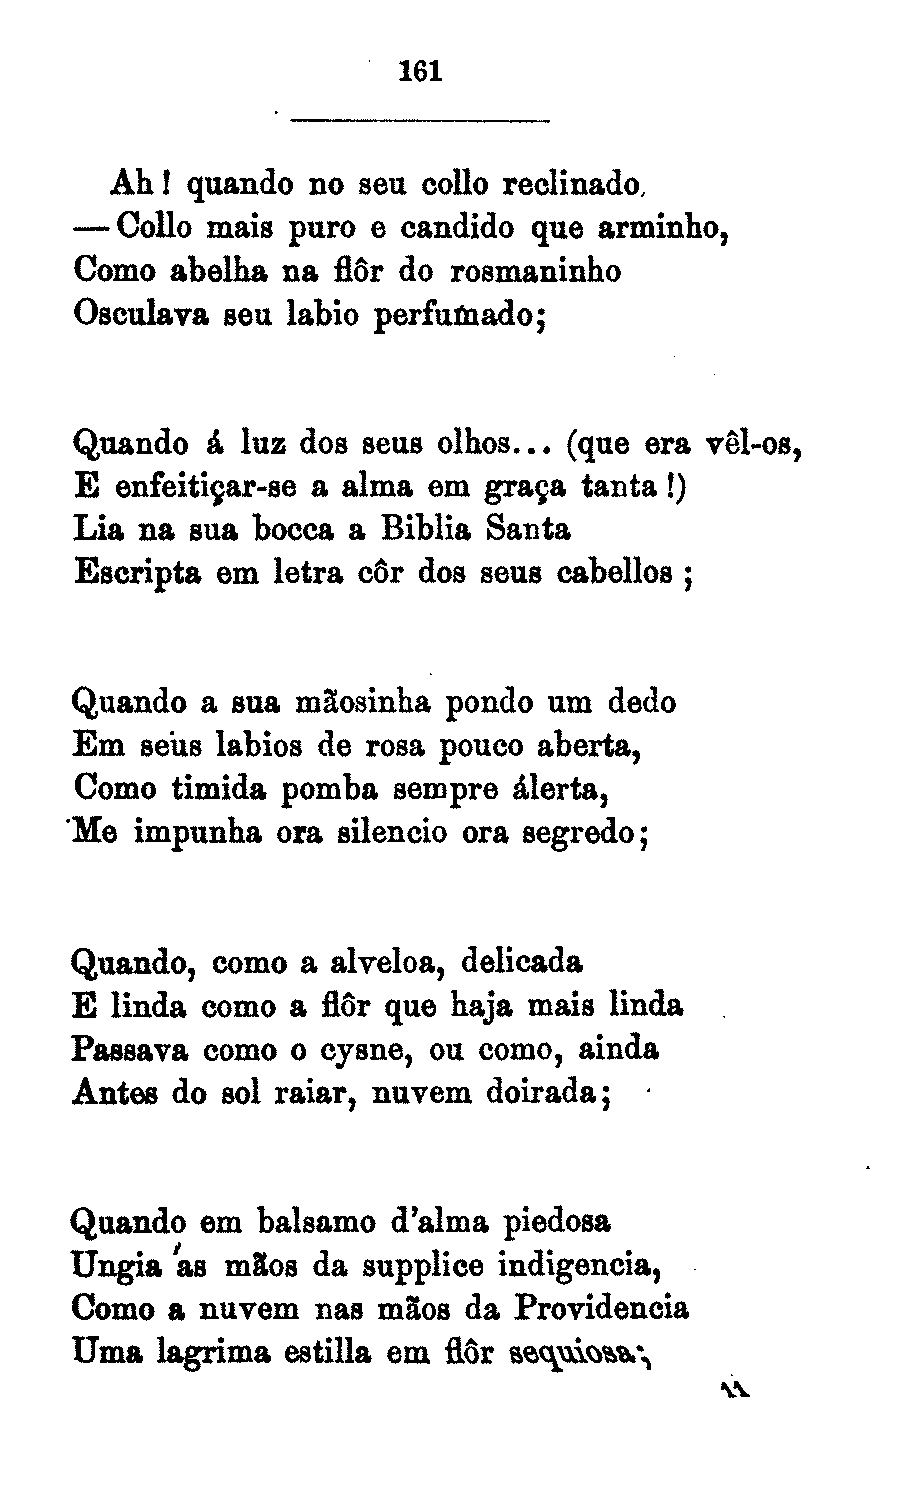 161
Ah! quando no seu collo reclinado,
— Collo mais puro e candido que arminho,
Como abelha na flôr do rosmaninho
Osculava seu labio perfumado;
Quando á luz dos seus olhos... (que era vêl-os,
E enfeitiçar-se a alma em graça tanta!)
Lia na sua bocca a Biblia Santa
Escripta em letra côr dos seus cabellos;
Quando a sua mãosinha pondo um dedo
Em seus labios de rosa pouco aberta,
Como timida pomba sempre álerta,
Me impunha ora silencio ora segredo;
Quando, como a alveloa, delicada
E linda como a flôr que haja mais linda
Passava como o cysne, ou como, ainda
Antes do sol raiar, nuvem doirada;
Quando em balsamo d'alma piedosa
Ungia as mãos da supplice indigencia,
Como a nuvem nas mãos da Providencia
Uma lagrima estilla em flôr sequiosa;
11